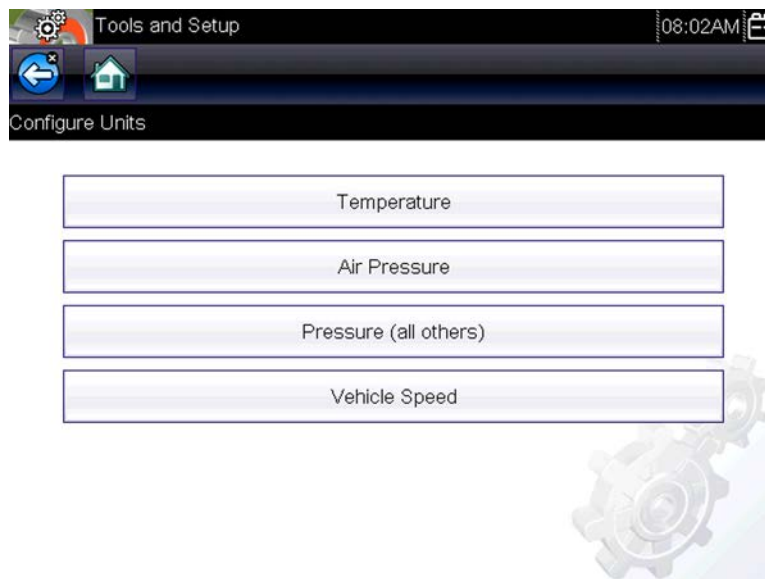 Tools and Setup 08:02AM
Configure Units
Temperature
Air Pressure
Pressure (all others)
Vehicle Speed